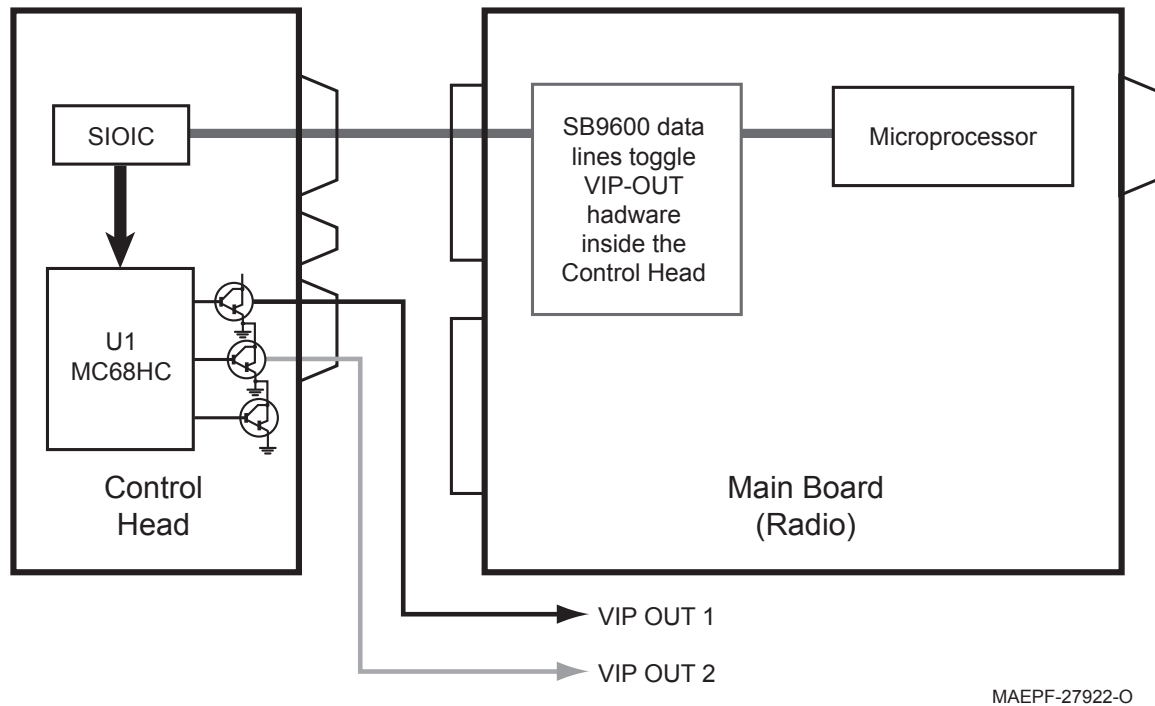 SIOIC
U1
MC68HC
Control
Head
SB9600 data
lines toggle
VIP-OUT
hadware
inside the
Control Head
Microprocessor
Main Board
(Radio)
VIP OUT 1
VIP OUT 2
MAEPF-27922-O